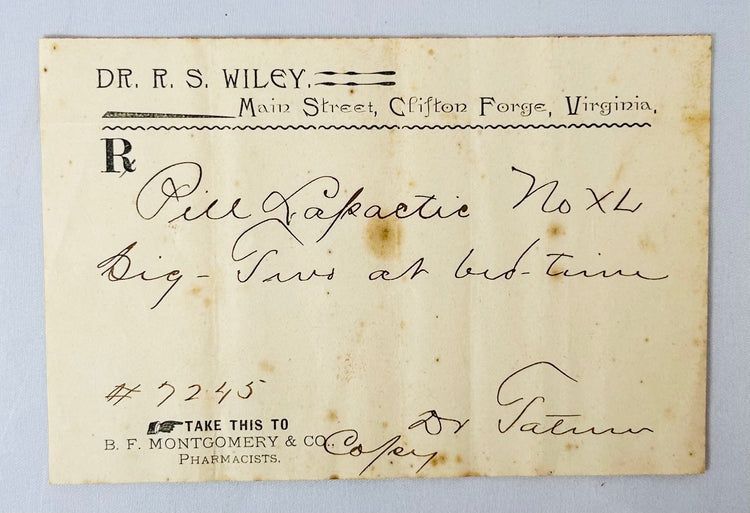 DR. R. S. WILEY.
Main Street, Clifton Forge, Virginia.
℞
Pill Lapactic No XL
Sig - Two at bed-time
# 7245
TAKE THIS TO
B. F. MONTGOMERY & CO.,
PHARMACISTS.
Dr Tatum
Copy